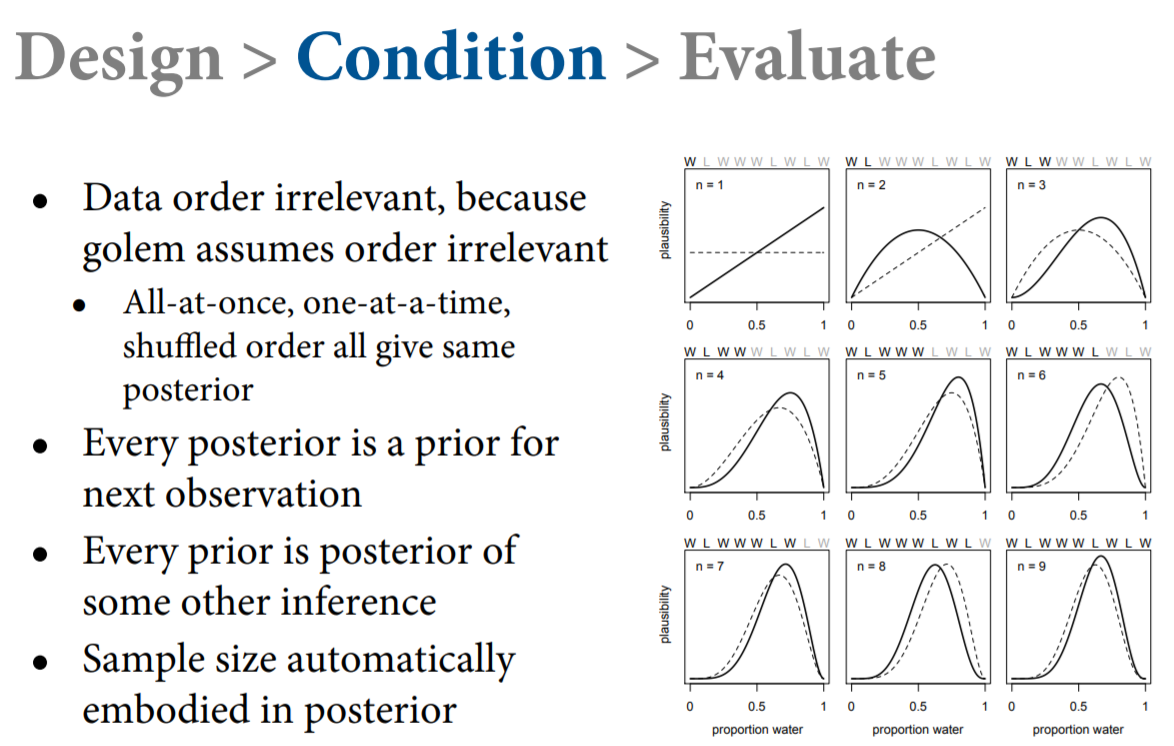 Design > Condition > Evaluate
• Data order irrelevant, because
golem assumes order irrelevant
• All-at-once, one-at-a-time,
shuffled order all give same
posterior
• Every posterior is a prior for
next observation
• Every prior is posterior of
some other inference
• Sample size automatically
embodied in posterior
W L W W W L W L W
n = 1
plausibility
0 0.5 1
W L W W W L W L W
n = 2
0 0.5 1
W L W W W L W L W
n = 3
0 0.5 1
W L W W W L W L W
n = 4
plausibility
0 0.5 1
W L W W W L W L W
n = 5
0 0.5 1
W L W W W L W L W
n = 6
0 0.5 1
W L W W W L W L W
n = 7
plausibility
0 0.5 1
proportion water
W L W W W L W L W
n = 8
0 0.5 1
proportion water
W L W W W L W L W
n = 9
0 0.5 1
proportion water